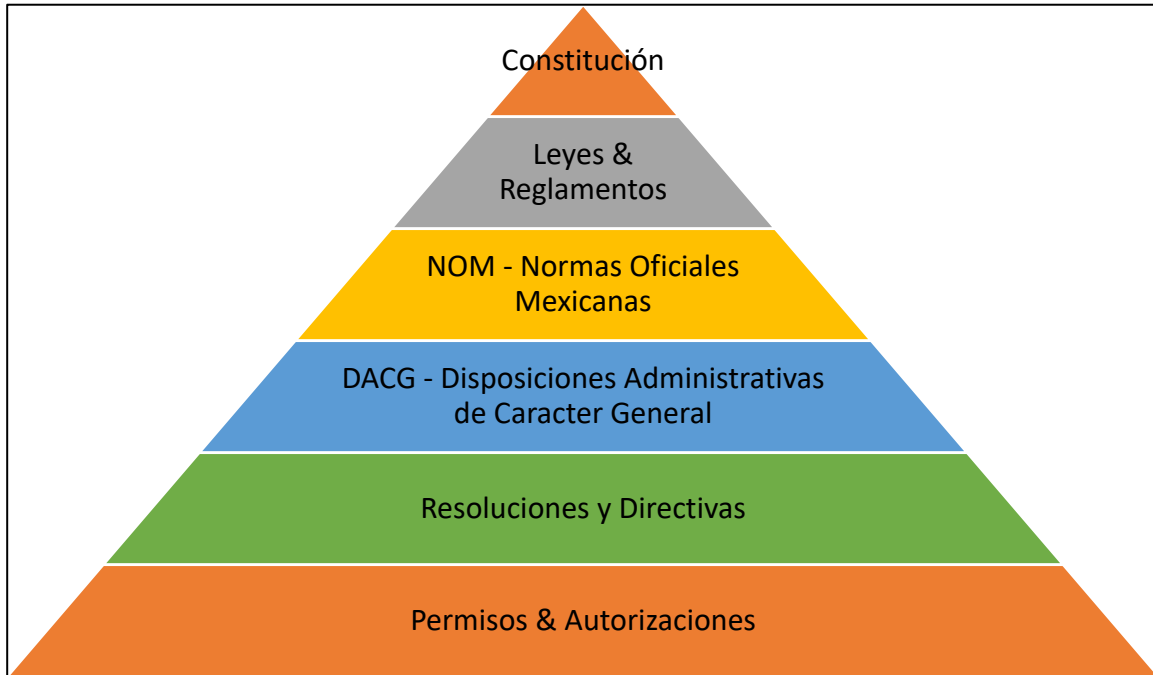 Constitución
Leyes &
Reglamentos
NOM - Normas Oficiales
Mexicanas
DACG - Disposiciones Administrativas
de Caracter General
Resoluciones y Directivas
Permisos & Autorizaciones